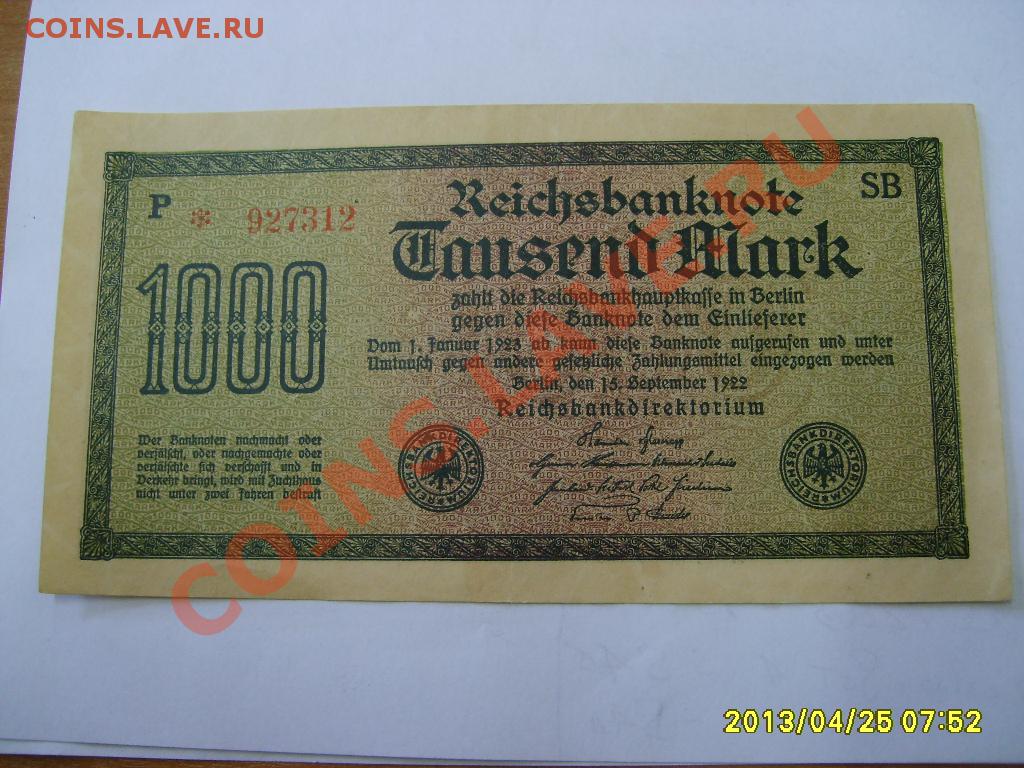 COINS.LAVE.RU
P * 927312
SB
Reichsbanknote
Tausend Mark
1000
zahlt die Reichsbankhauptkasse in Berlin
gegen diese Banknote dem Einlieferer
Vom 1. Januar 1923 ab kann diese Banknote aufgerufen und unter
Umtausch gegen andere gesetzliche Zahlungsmittel eingezogen werden
Berlin, den 15. September 1922
Reichsbankdirektorium
Wer Banknoten nachmacht oder
verfälscht, oder nachgemachte oder
verfälschte sich verschafft und in
Verkehr bringt, wird mit Zuchthaus
nicht unter zwei Jahren bestraft
REICHSBANKDIREKTORIUM
REICHSBANKDIREKTORIUM
COINS.LAVE.RU
2013/04/25 07:52